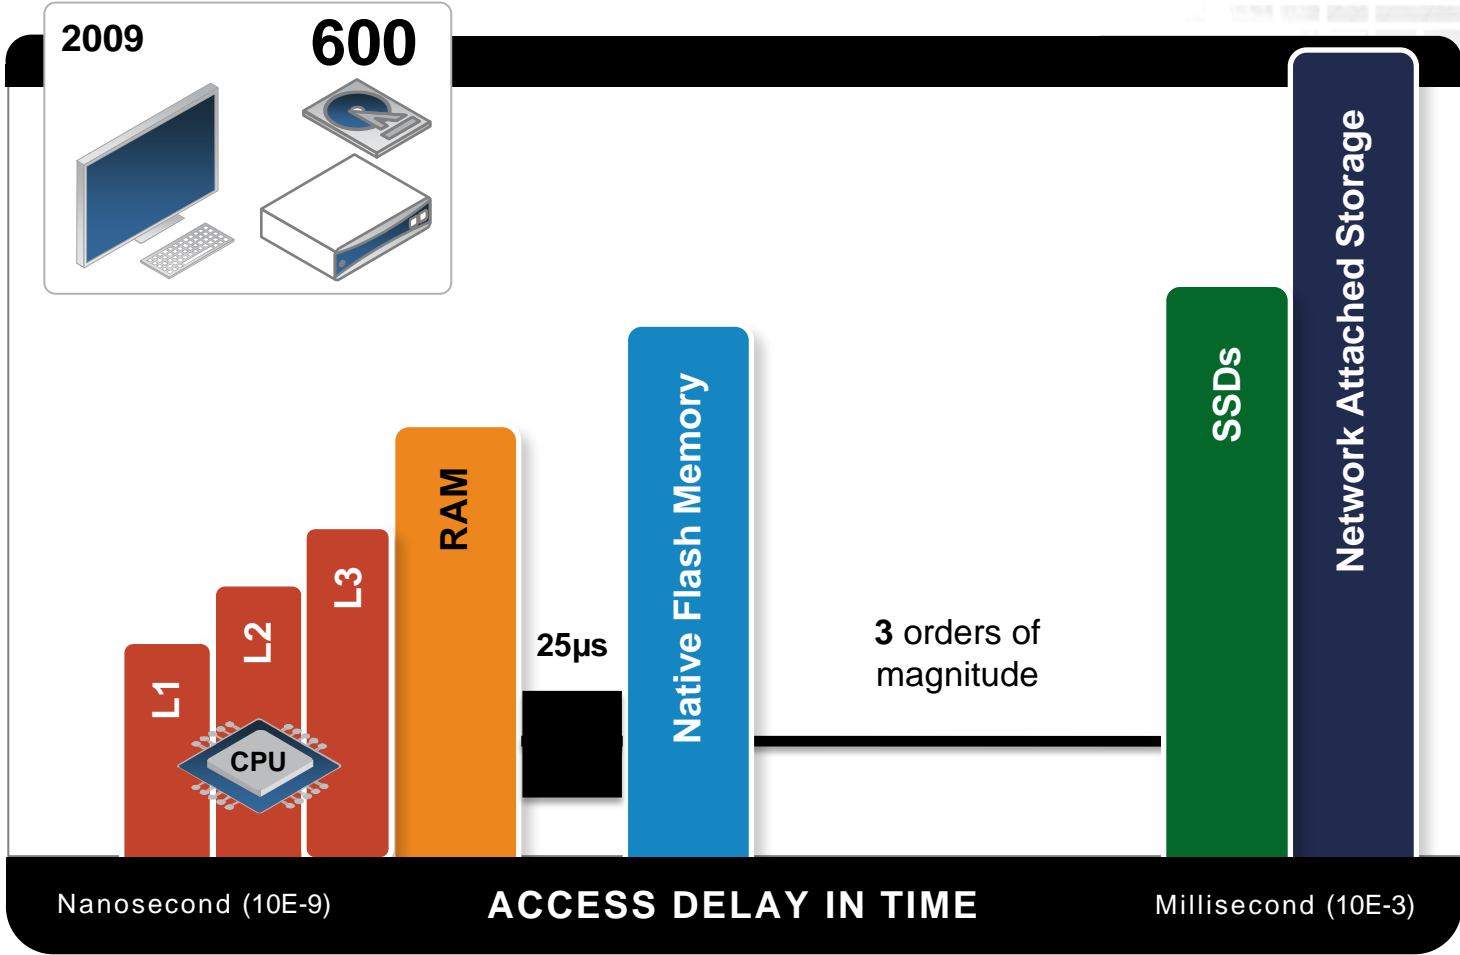 2009
600
L1
L2
L3
CPU
RAM
25µs
Native Flash Memory
3 orders of
magnitude
SSDs
Network Attached Storage
Nanosecond (10E-9)
ACCESS DELAY IN TIME
Millisecond (10E-3)